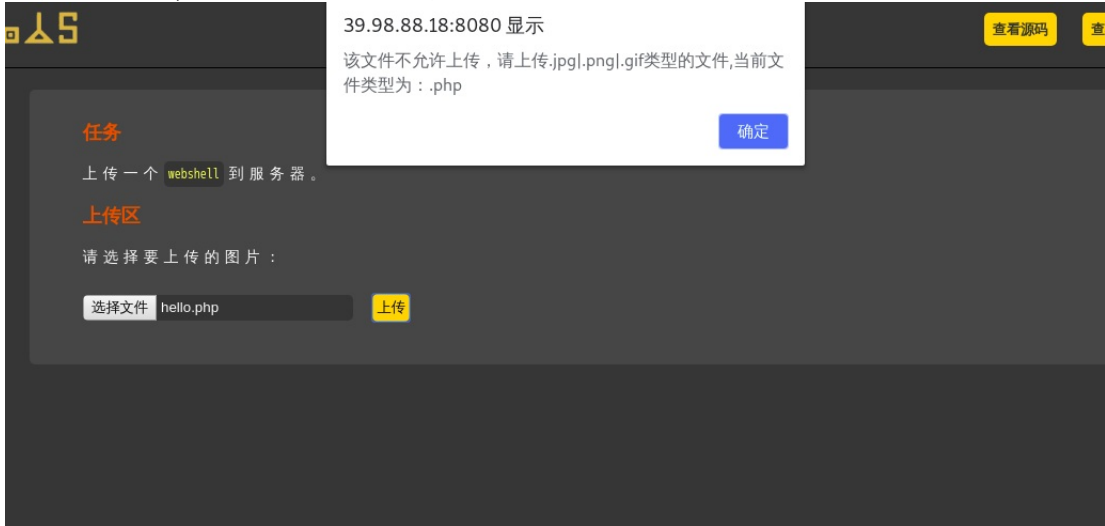 39.98.88.18:8080 显示
查看源码
该文件不允许上传，请上传.jpg|.png|.gif类型的文件,当前文
件类型为：.php
确定
任务
上传一个 webshell 到服务器。
上传区
请选择要上传的图片：
选择文件 hello.php 上传